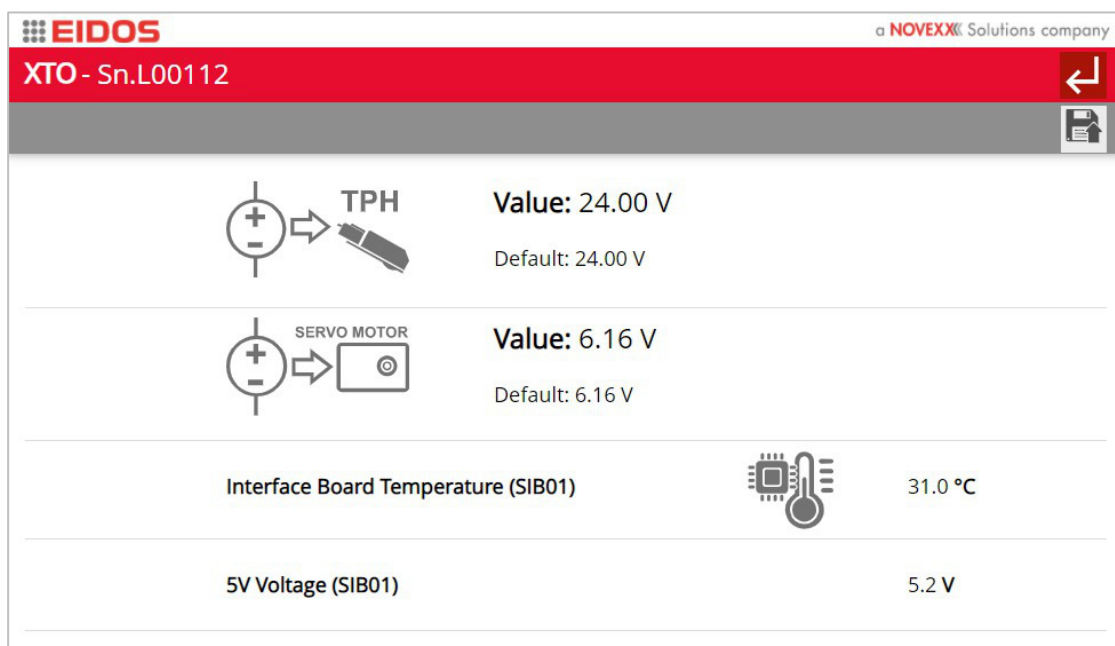 EIDOS
a NOVEXX Solutions company
XTO - Sn.L00112
TPH
Value: 24.00 V
Default: 24.00 V
SERVO MOTOR
Value: 6.16 V
Default: 6.16 V
Interface Board Temperature (SIB01) 31.0 °C
5V Voltage (SIB01) 5.2 V